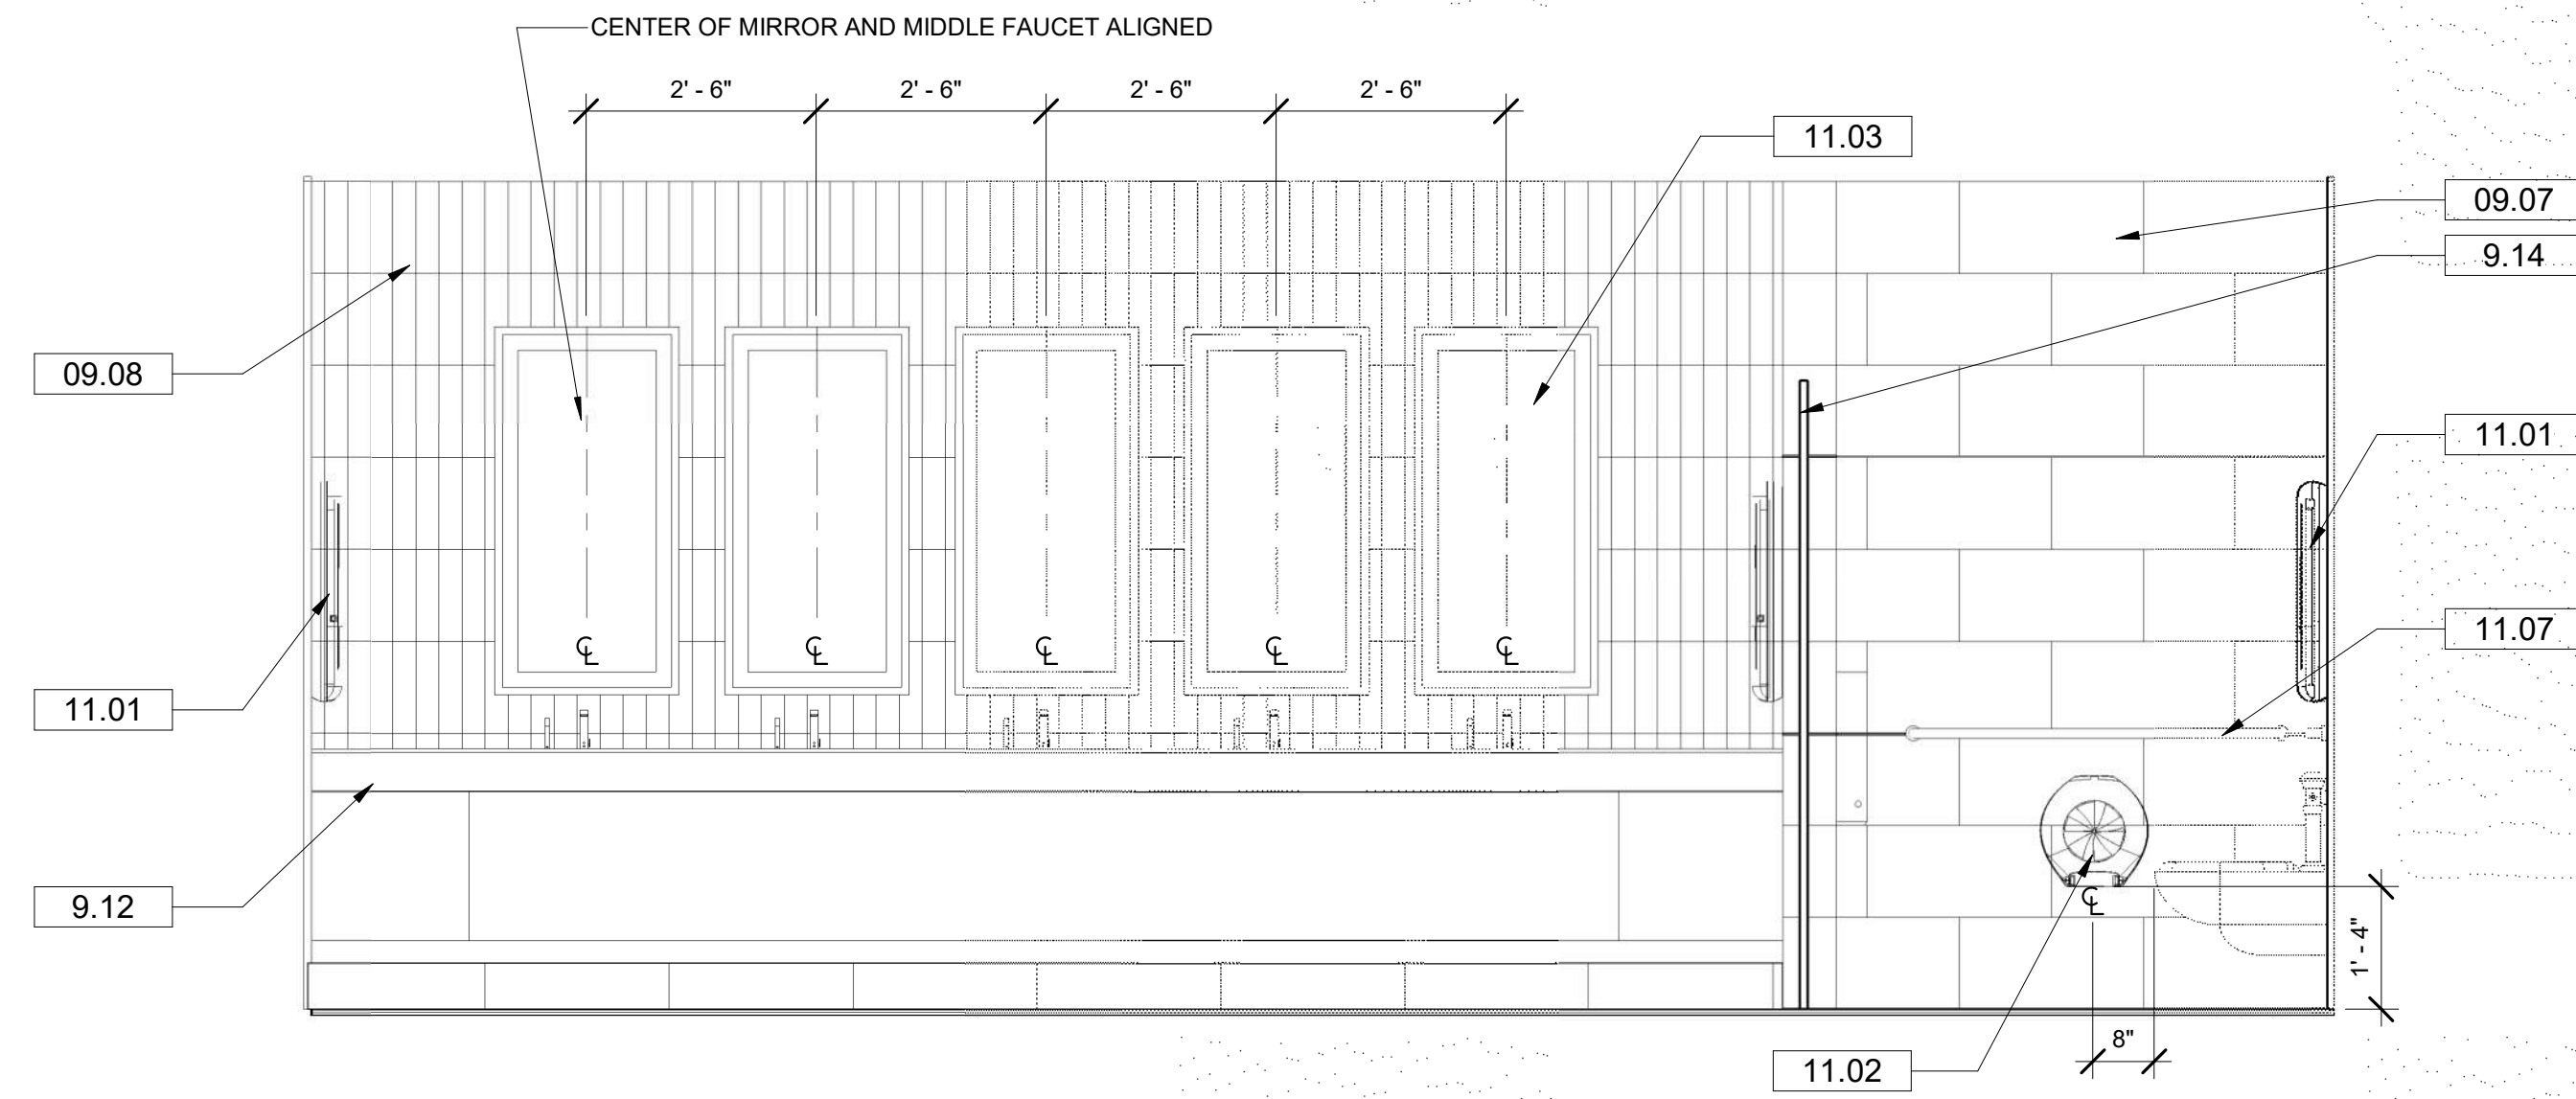 CENTER OF MIRROR AND MIDDLE FAUCET ALIGNED
2' - 6" 2' - 6" 2' - 6" 2' - 6"
11.03
09.07
9.14
09.08
11.01
11.07
℄ ℄ ℄ ℄ ℄
11.01
9.12
℄
1' - 4"
8"
11.02